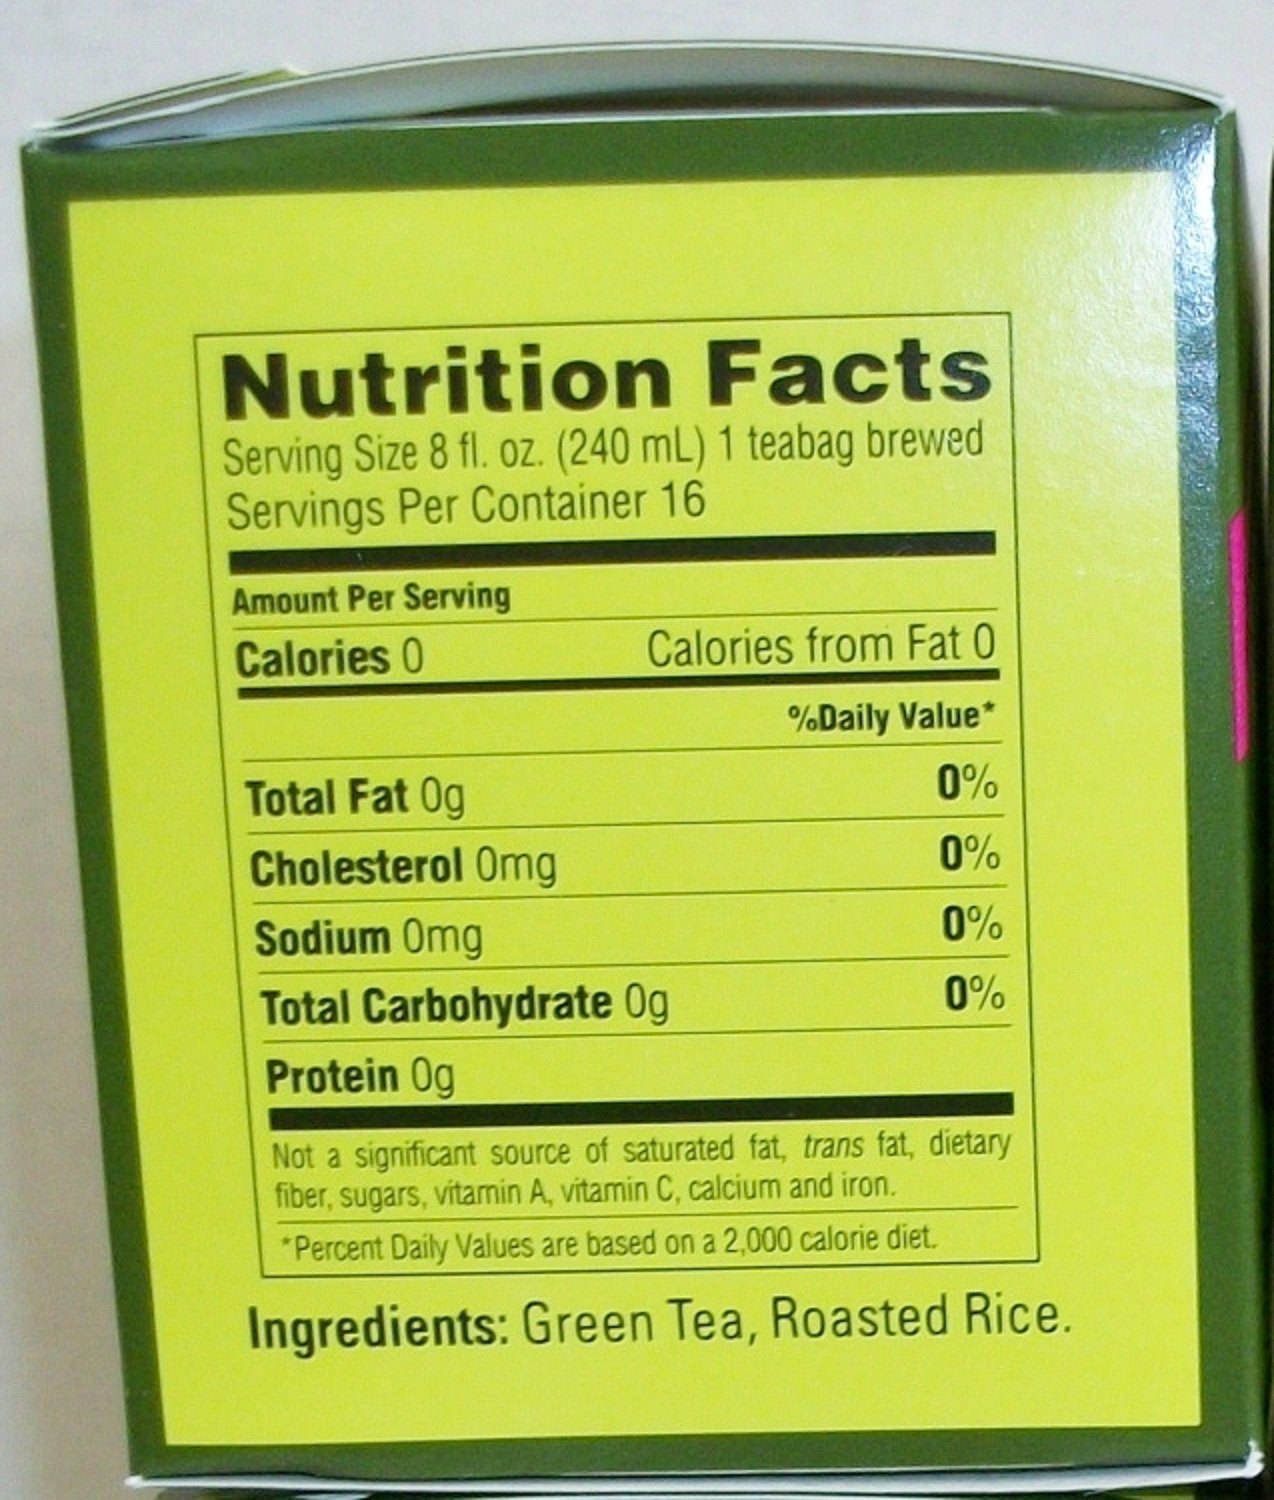 Nutrition Facts
Serving Size 8 fl. oz. (240 mL) 1 teabag brewed
Servings Per Container 16
Amount Per Serving
Calories 0 Calories from Fat 0
%Daily Value*
Total Fat 0g 0%
Cholesterol 0mg 0%
Sodium 0mg 0%
Total Carbohydrate 0g 0%
Protein 0g
Not a significant source of saturated fat, trans fat, dietary
fiber, sugars, vitamin A, vitamin C, calcium and iron.
*Percent Daily Values are based on a 2,000 calorie diet.
Ingredients: Green Tea, Roasted Rice.